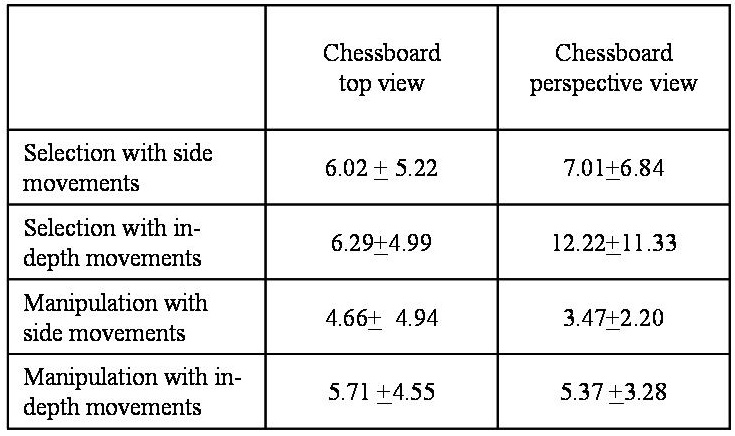 Chessboard top view
Chessboard perspective view
Selection with side movements
6.02 ± 5.22
7.01±6.84
Selection with in-depth movements
6.29±4.99
12.22±11.33
Manipulation with side movements
4.66± 4.94
3.47±2.20
Manipulation with in-depth movements
5.71 ±4.55
5.37 ±3.28